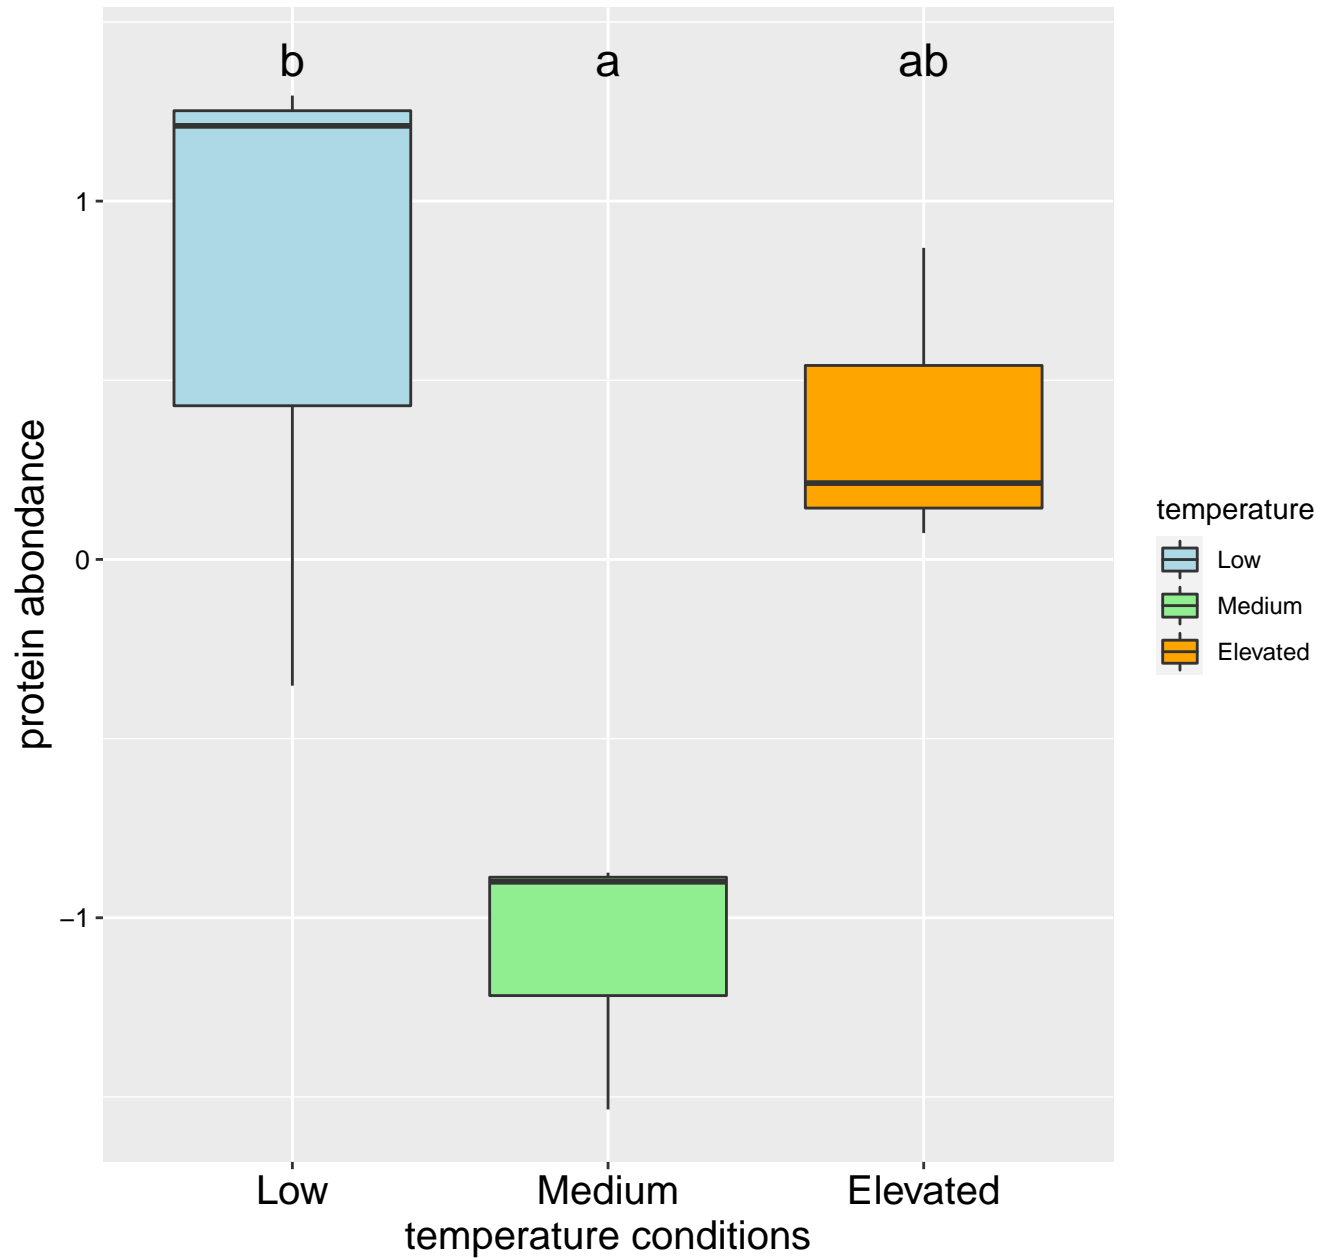 b a ab
1
0
−1
protein abondance
Low Medium Elevated
temperature conditions
temperature
Low
Medium
Elevated